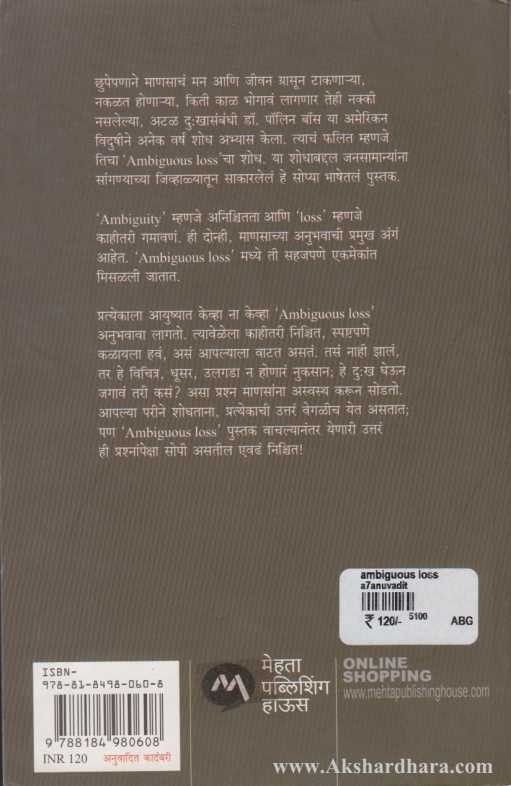 छुपेपणाने माणसाचं मन आणि जीवन ग्रासून टाकणाऱ्या,
नकळत होणाऱ्या, किती काळ भोगावं लागणार तेही नक्की
नसलेल्या, अटळ दुःखासंबंधी डॉ. पॉलिन बॉस या अमेरिकन
विदुषीने अनेक वर्ष शोध अभ्यास केला. त्याचं फलित म्हणजे
तिचा ‘Ambiguous loss’चा शोध. या शोधाबद्दल जनसामान्यांना
सांगण्याच्या जिव्हाळ्यातून साकारलेलं हे सोप्या भाषेतलं पुस्तक.
‘Ambiguity’ म्हणजे अनिश्चितता आणि ‘loss’ म्हणजे
काहीतरी गमावणं. ही दोन्ही, माणसाच्या अनुभवाची प्रमुख अंगं
आहेत. ‘Ambiguous loss’ मध्ये ती सहजपणे एकमेकांत
मिसळली जातात.
प्रत्येकाला आयुष्यात केव्हा ना केव्हा ‘Ambiguous loss’
अनुभवावा लागतो. त्यावेळेला काहीतरी निश्चित, स्पष्टपणे
कळायला हवं, असं आपल्याला वाटत असतं. तसं नाही झालं,
तर हे विचित्र, धूसर, उलगडा न होणारं नुकसान; हे दुःख घेऊन
जगावं तरी कसं? असा प्रश्न माणसांना अस्वस्थ करून सोडतो.
आपल्या परीने शोधताना, प्रत्येकाची उत्तरं वेगळीच येत असतात;
पण ‘Ambiguous loss’ पुस्तक वाचल्यानंतर येणारी उत्तरं
ही प्रश्नांपेक्षा सोपी असतील एवढं निश्चित!
ambiguous loss
a7anuvadit
₹ 120/- 5100 ABG
ISBN-
978-81-8498-060-8
9 788184 980608
INR 120 अनुवादित कादंबरी
मेहता
पब्लिशिंग
हाऊस
ONLINE
SHOPPING
www.mehtapublishinghouse.com
www.Akshardhara.com